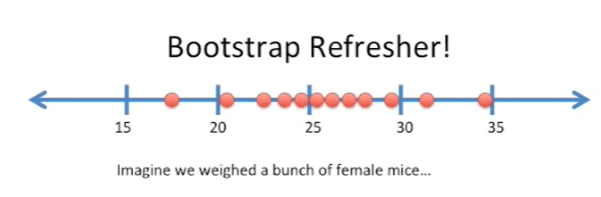 Bootstrap Refresher!
15 20 25 30 35
Imagine we weighed a bunch of female mice...